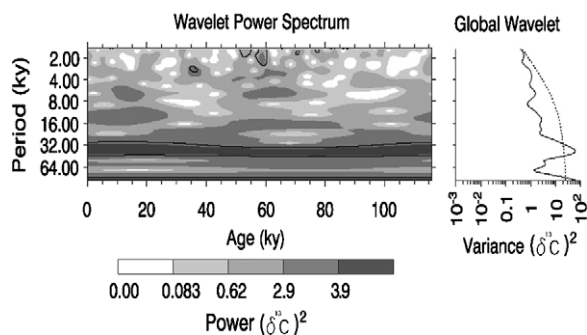 Wavelet Power Spectrum
Global Wavelet
Period (ky)
2.00
4.00
8.00
16.00
32.00
64.00
0 20 40 60 80 100
Age (ky)
10⁻³ 10⁻² 0.1 1 10⁺ 10⁺²
Variance (δ¹³C)²
0.00 0.083 0.62 2.9 3.9
Power (δ¹³C)²